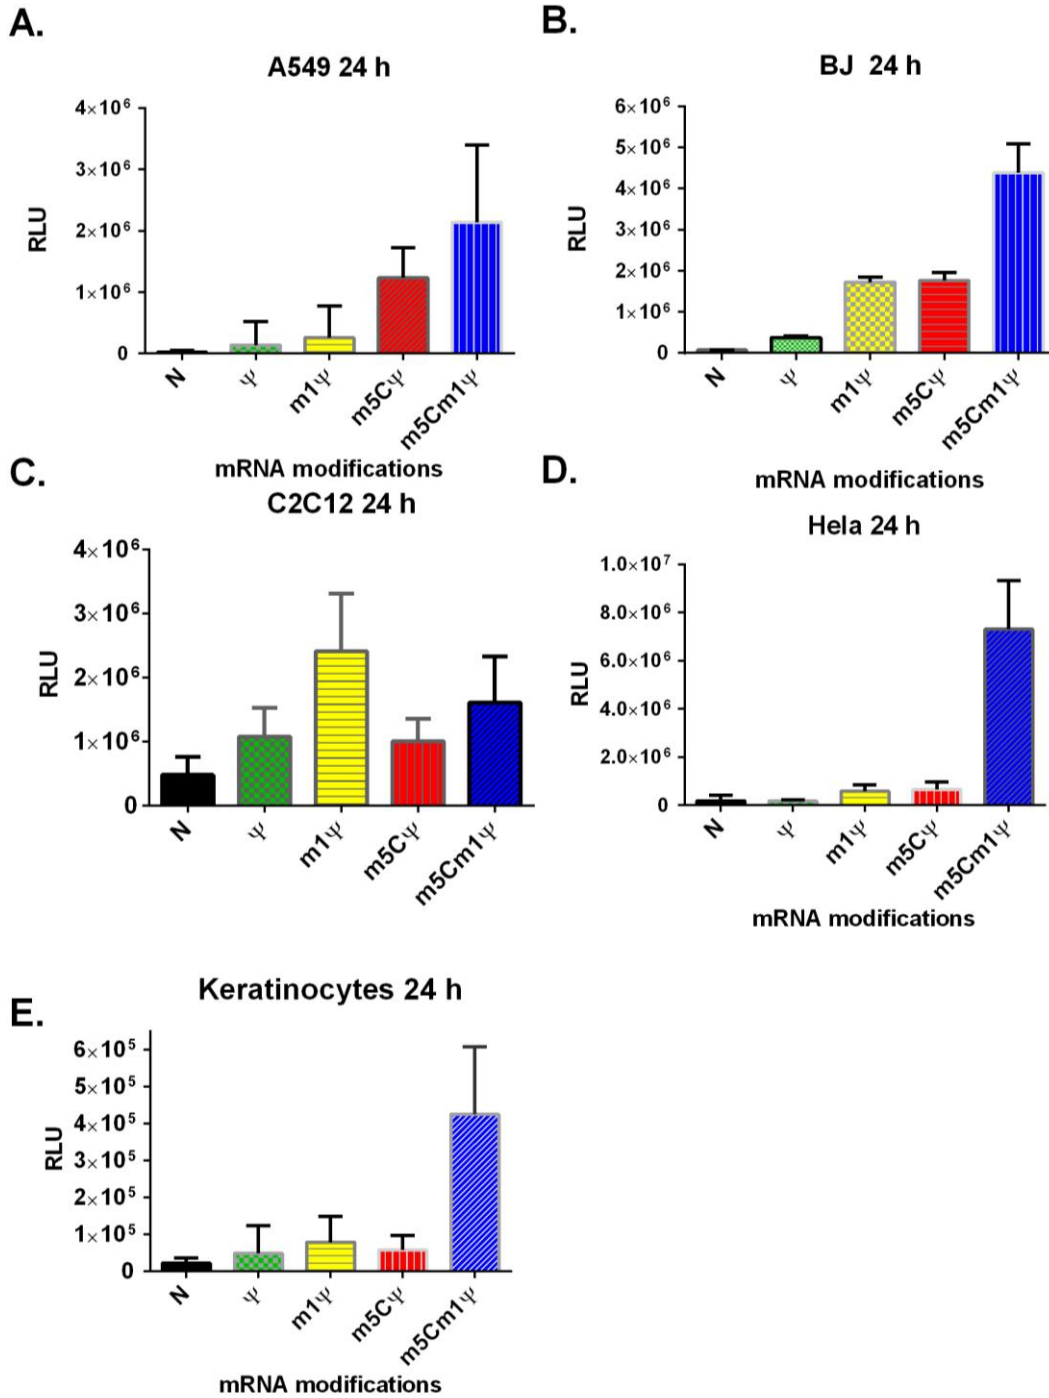 A.
A549 24 h
4×10⁶
3×10⁶
2×10⁶
1×10⁶
0
RLU
N
Ψ
m1Ψ
m5CΨ
m5Cm1Ψ
mRNA modifications
B.
BJ 24 h
6×10⁶
5×10⁶
4×10⁶
3×10⁶
2×10⁶
1×10⁶
0
RLU
N
Ψ
m1Ψ
m5CΨ
m5Cm1Ψ
mRNA modifications
C.
C2C12 24 h
4×10⁶
3×10⁶
2×10⁶
1×10⁶
0
RLU
N
Ψ
m1Ψ
m5CΨ
m5Cm1Ψ
D.
Hela 24 h
1.0×10⁷
8.0×10⁶
6.0×10⁶
4.0×10⁶
2.0×10⁶
0
RLU
N
Ψ
m1Ψ
m5CΨ
m5Cm1Ψ
mRNA modifications
E.
Keratinocytes 24 h
6×10⁵
5×10⁵
4×10⁵
3×10⁵
2×10⁵
1×10⁵
0
RLU
N
Ψ
m1Ψ
m5CΨ
m5Cm1Ψ
mRNA modifications